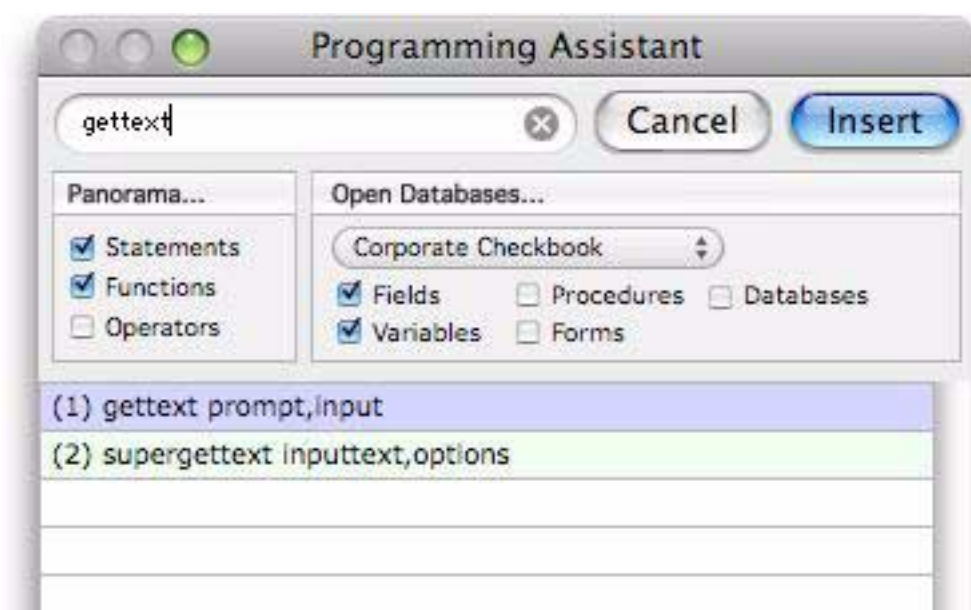 Programming Assistant
gettext
Cancel
Insert
Panorama...
Statements
Functions
Operators
Open Databases...
Corporate Checkbook
Fields
Procedures
Databases
Variables
Forms
(1) gettext prompt,input
(2) supergettext inputtext,options